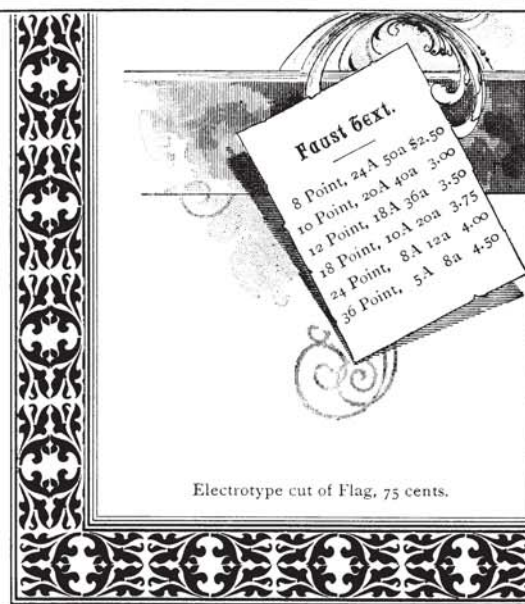 Faust Text.
8 Point, 24A 50a $2.50
10 Point, 20A 40a 3.00
12 Point, 18A 36a 3.50
18 Point, 10A 20a 3.75
24 Point, 8A 12a 4.00
36 Point, 5A 8a 4.50
Electrotype cut of Flag, 75 cents.